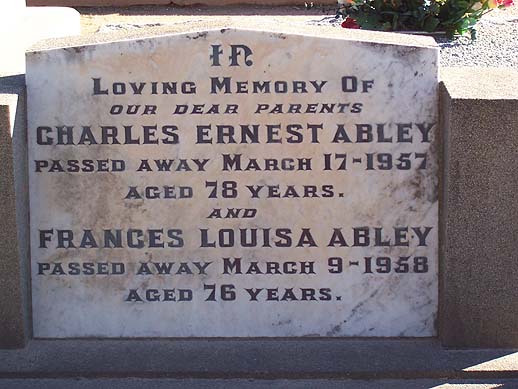 In
Loving Memory Of
OUR DEAR PARENTS
CHARLES ERNEST ABLEY
PASSED AWAY MARCH 17-1957
AGED 78 YEARS.
AND
FRANCES LOUISA ABLEY
PASSED AWAY MARCH 9-1958
AGED 76 YEARS.